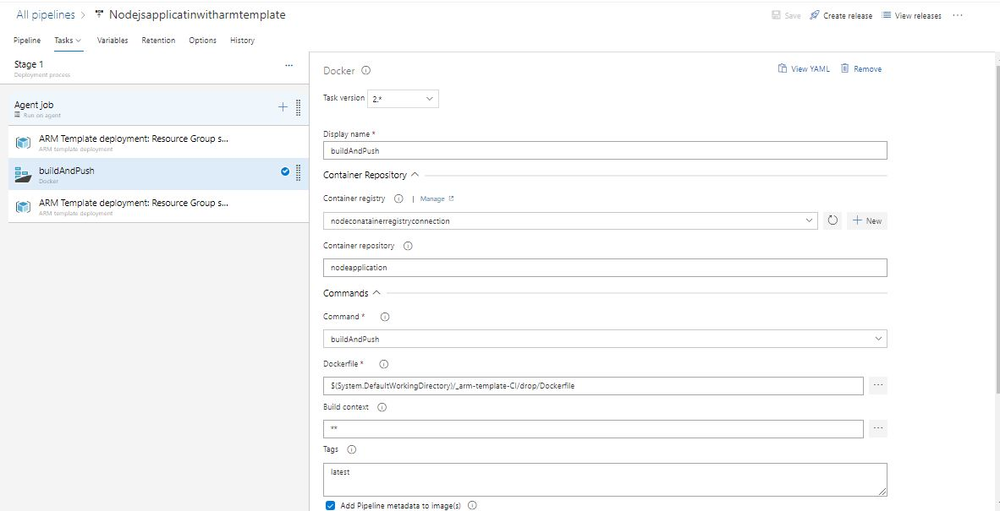 All pipelines > Nodejsapplicatinwitharmtemplate
Save Create release View releases ...
Pipeline Tasks Variables Retention Options History
Stage 1
Deployment process
...
Agent job
Run on agent
ARM Template deployment: Resource Group s...
ARM template deployment
buildAndPush
Docker
ARM Template deployment: Resource Group s...
ARM template deployment
Docker
View YAML Remove
Task version 2.*
Display name *
buildAndPush
Container Repository
Container registry | Manage
nodeconatainerregistryconnection
New
Container repository
nodeapplication
Commands
Command *
buildAndPush
Dockerfile *
$(System.DefaultWorkingDirectory)/_arm-template-CI/drop/Dockerfile
...
Build context
**
...
Tags
latest
Add Pipeline metadata to image(s)